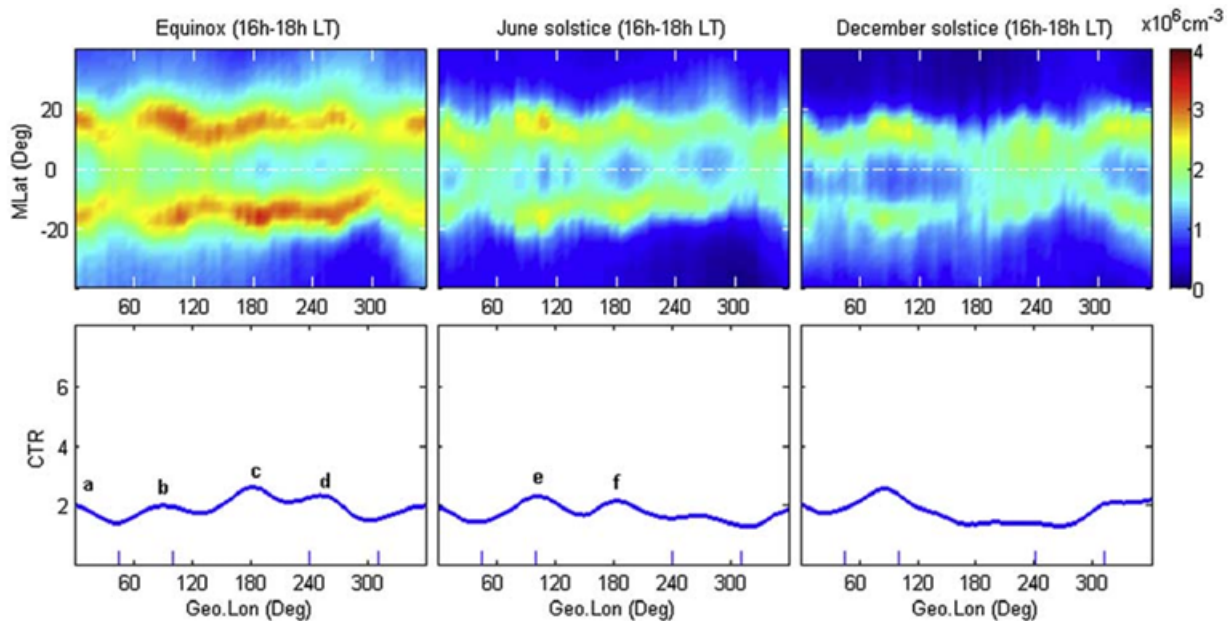 Equinox (16h-18h LT)
June solstice (16h-18h LT)
December solstice (16h-18h LT)
x10⁶cm⁻³
MLat (Deg)
20
0
-20
60 120 180 240 300
60 120 180 240 300
60 120 180 240 300
4
3
2
1
0
CTR
6
4
2
a b c d
e f
60 120 180 240 300
60 120 180 240 300
60 120 180 240 300
Geo.Lon (Deg)
Geo.Lon (Deg)
Geo.Lon (Deg)